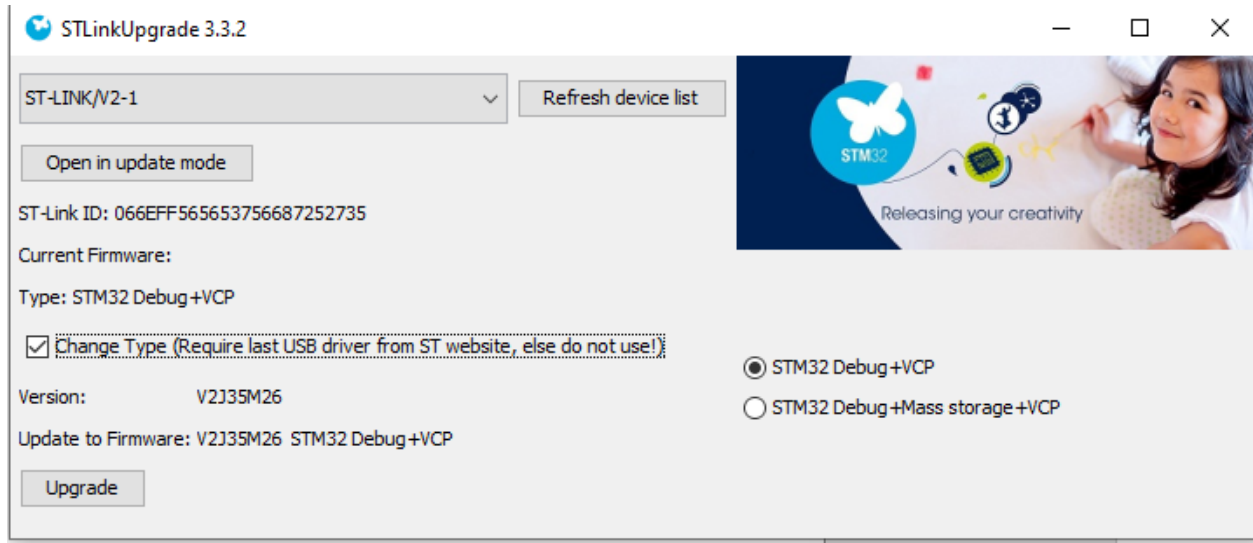 STLinkUpgrade 3.3.2
ST-LINK/V2-1
Refresh device list
Open in update mode
STM32
Releasing your creativity
ST-Link ID: 066EFF565653756687252735
Current Firmware:
Type: STM32 Debug+VCP
Change Type (Require last USB driver from ST website, else do not use!)
STM32 Debug+VCP
Version: V2J35M26
STM32 Debug+Mass storage+VCP
Update to Firmware: V2J35M26 STM32 Debug+VCP
Upgrade